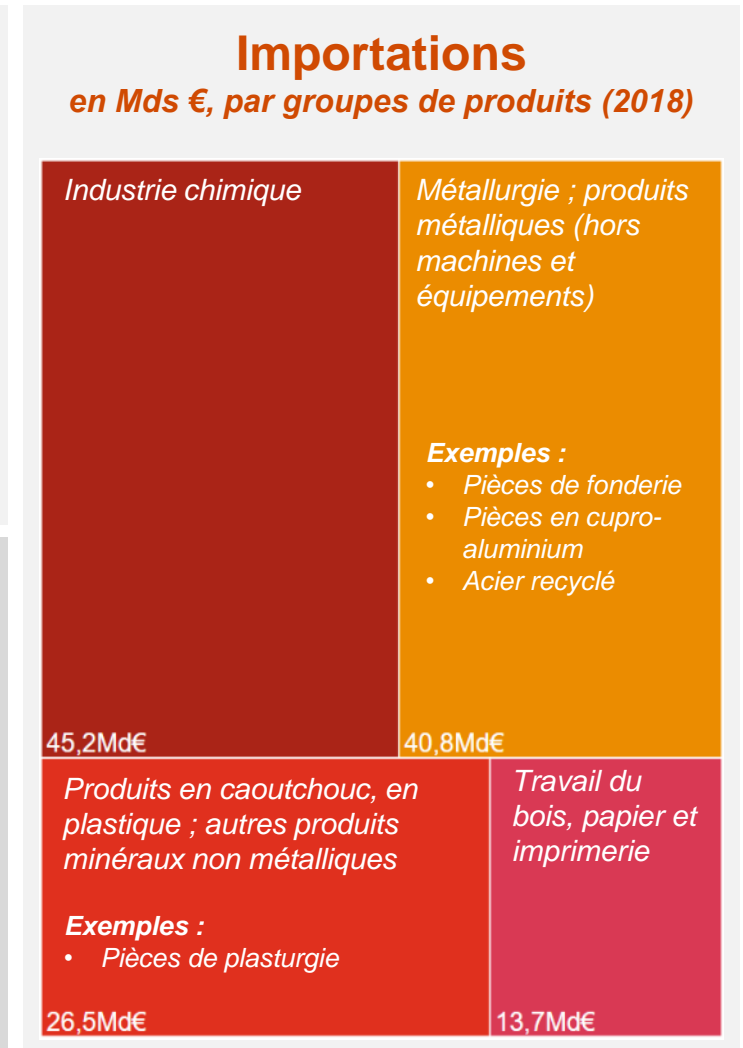 Importations
en Mds €, par groupes de produits (2018)
Industrie chimique
45,2Md€
Métallurgie ; produits
métalliques (hors
machines et
équipements)
Exemples :
• Pièces de fonderie
• Pièces en cupro-
aluminium
• Acier recyclé
40,8Md€
Produits en caoutchouc, en
plastique ; autres produits
minéraux non métalliques
Exemples :
• Pièces de plasturgie
26,5Md€
Travail du
bois, papier et
imprimerie
13,7Md€